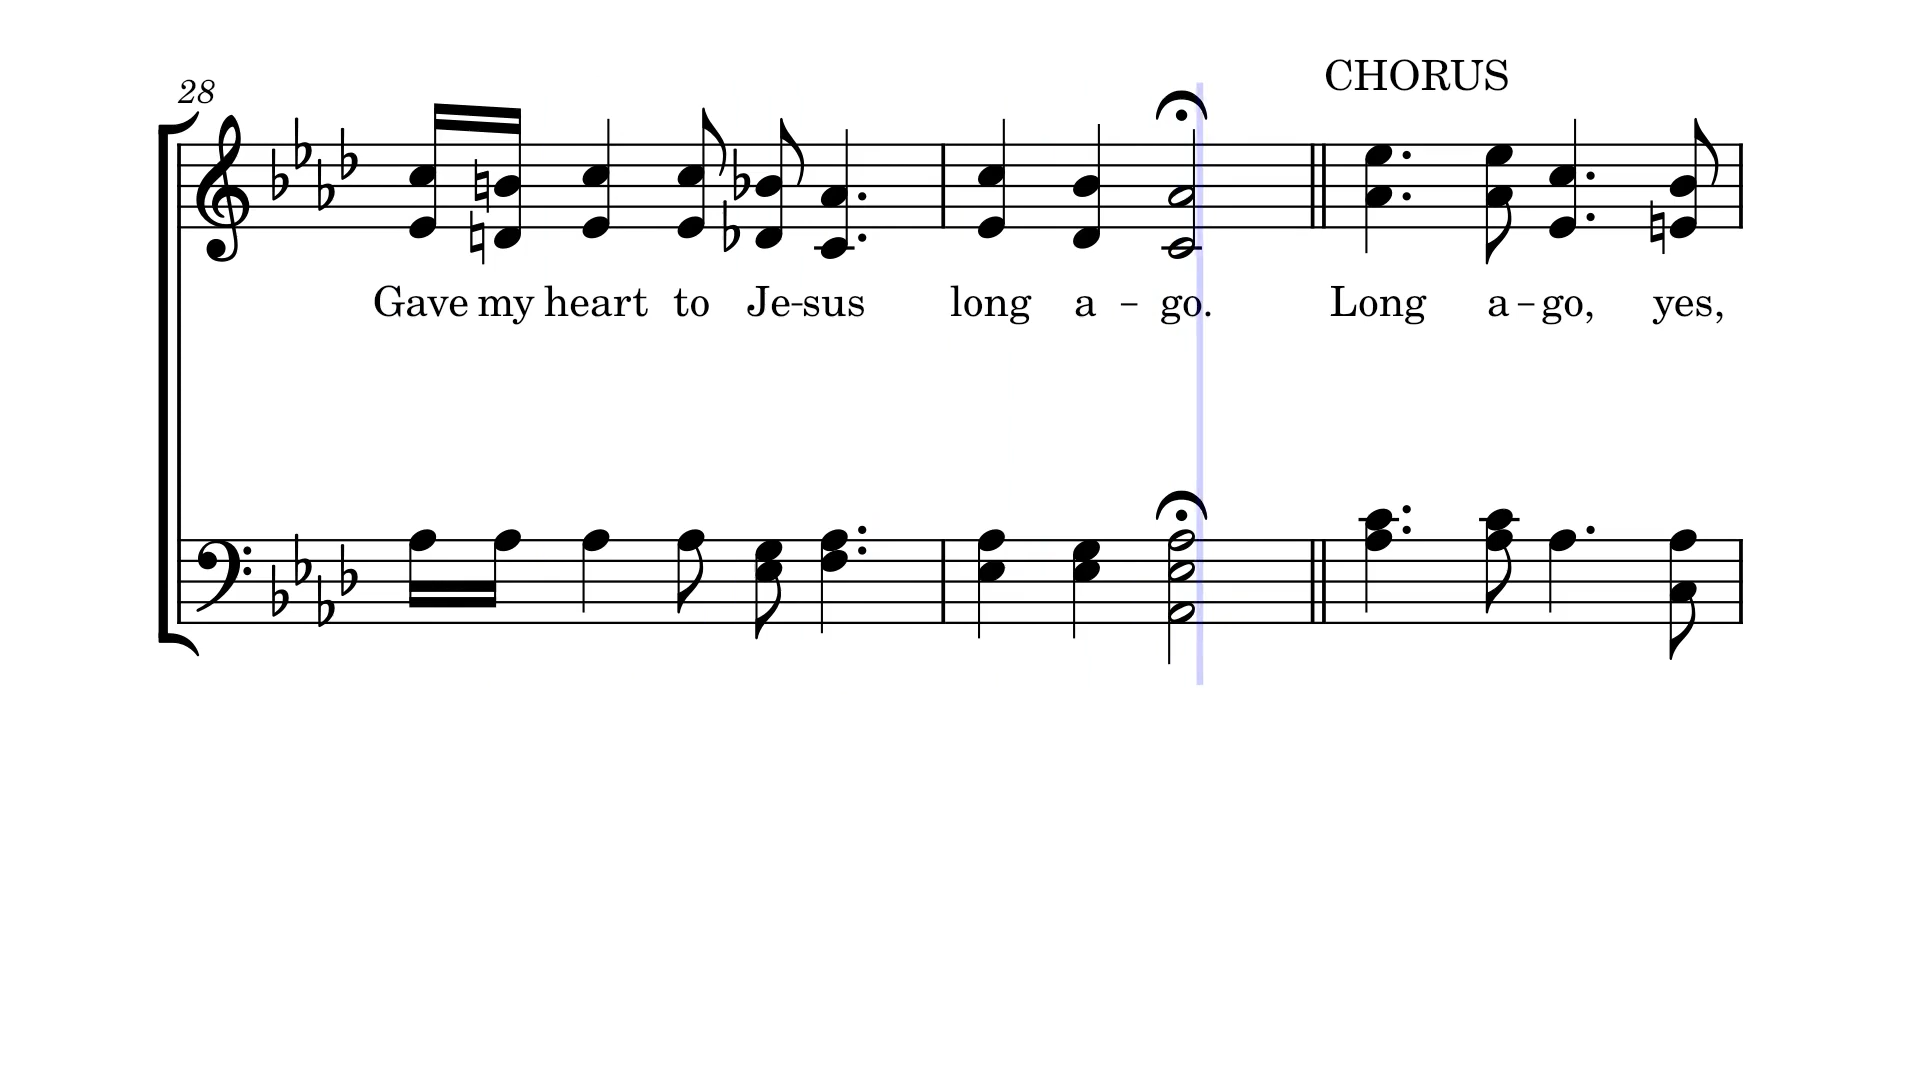 CHORUS
28
Gave my heart to Je-sus long a - go. Long a - go, yes,